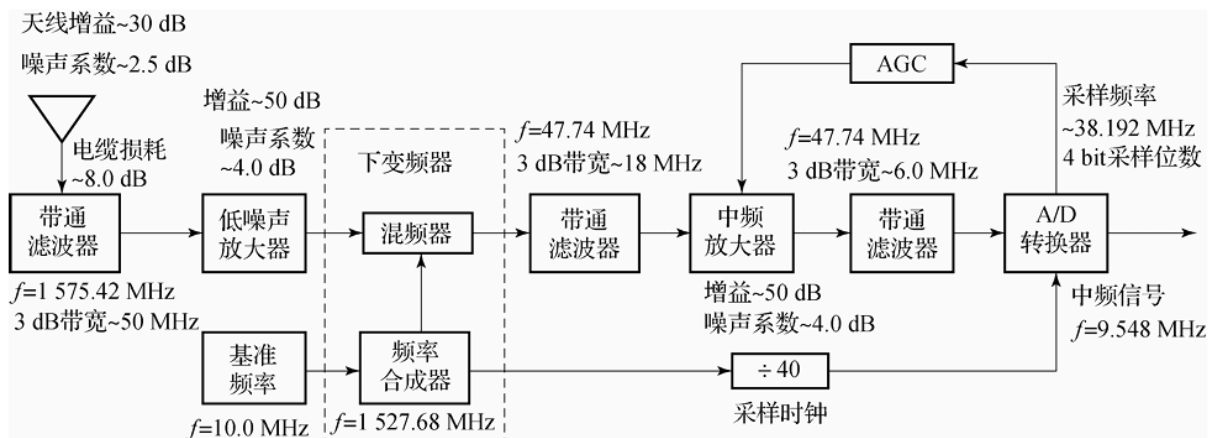 天线增益~30 dB
噪声系数~2.5 dB
电缆损耗
~8.0 dB
带通
滤波器
f=1 575.42 MHz
3 dB带宽~50 MHz
增益~50 dB
噪声系数
~4.0 dB
低噪声
放大器
基准
频率
f=10.0 MHz
下变频器
混频器
频率
合成器
f=1 527.68 MHz
f=47.74 MHz
3 dB带宽~18 MHz
带通
滤波器
AGC
中频
放大器
增益~50 dB
噪声系数~4.0 dB
f=47.74 MHz
3 dB带宽~6.0 MHz
带通
滤波器
÷40
采样时钟
采样频率
~38.192 MHz
4 bit采样位数
A/D
转换器
中频信号
f=9.548 MHz